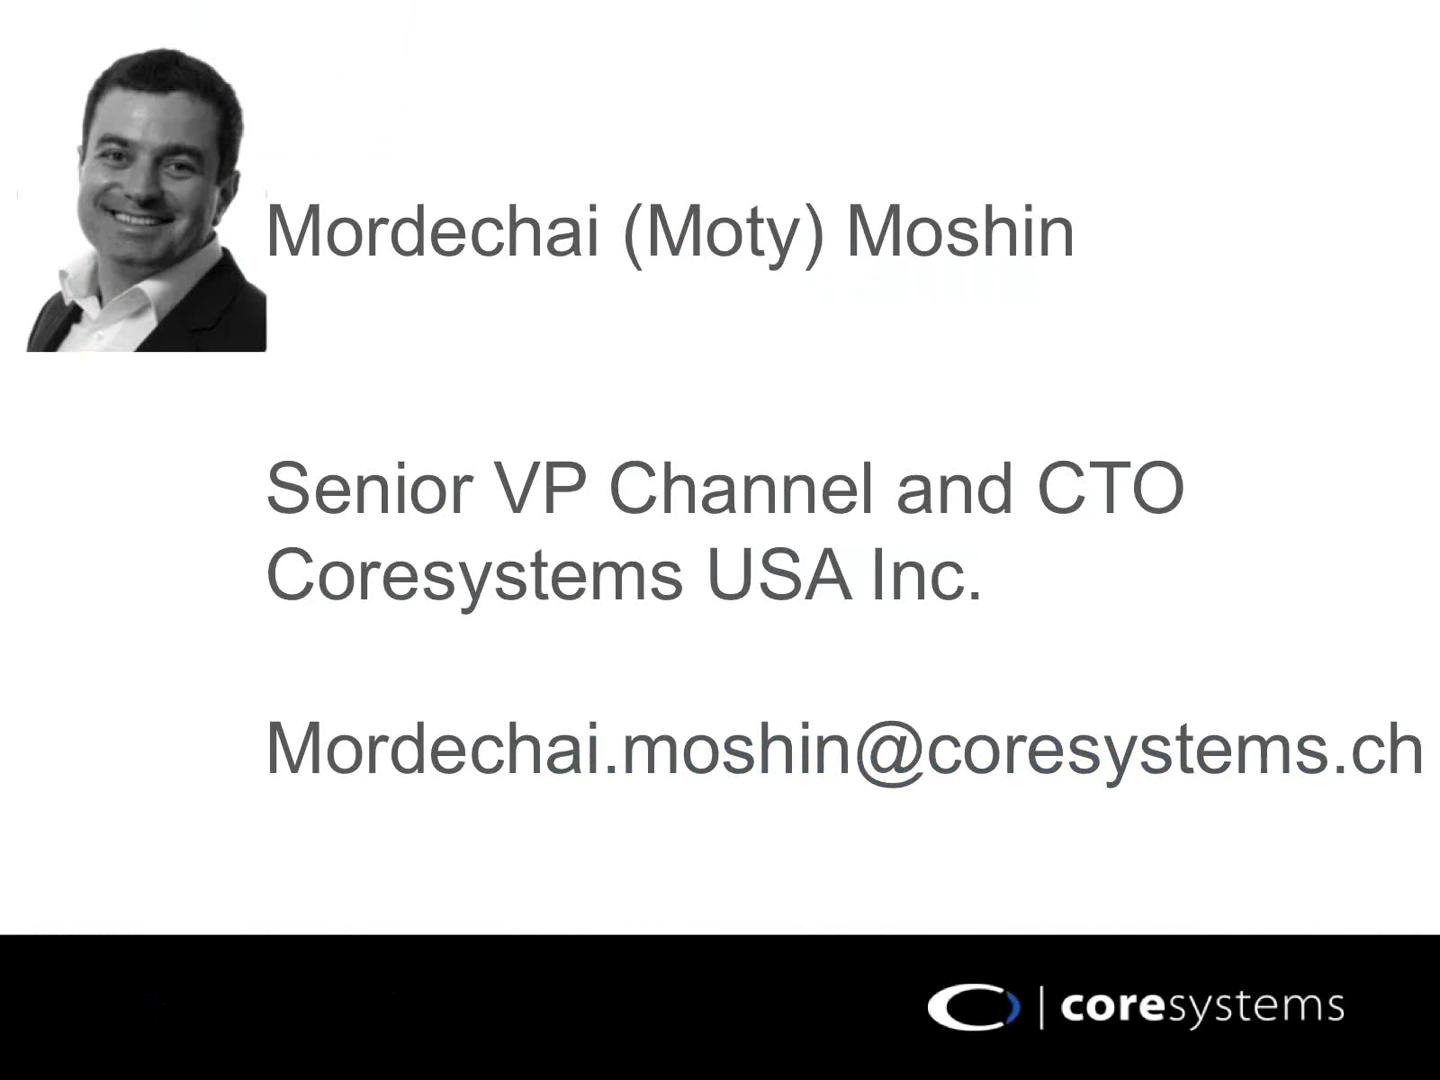 Mordechai (Moty) Moshin
Senior VP Channel and CTO
Coresystems USA Inc.
Mordechai.moshin@coresystems.ch
coresystems